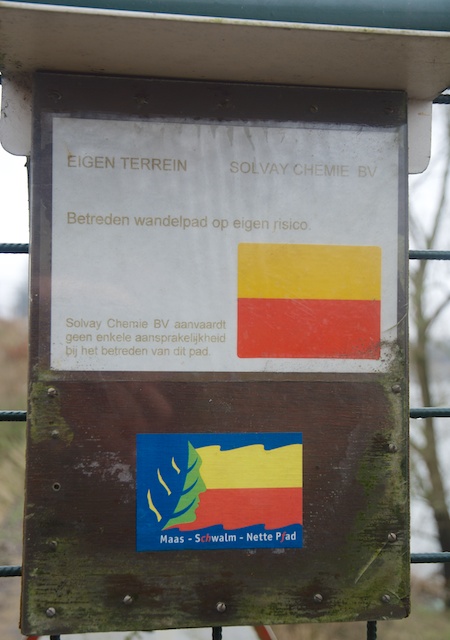 EIGEN TERREIN SOLVAY CHEMIE BV
Betreden wandelpad op eigen risico.
Solvay Chemie BV aanvaardt
geen enkele aansprakelijkheid
bij het betreden van dit pad.
Maas - Schwalm - Nette Pfad